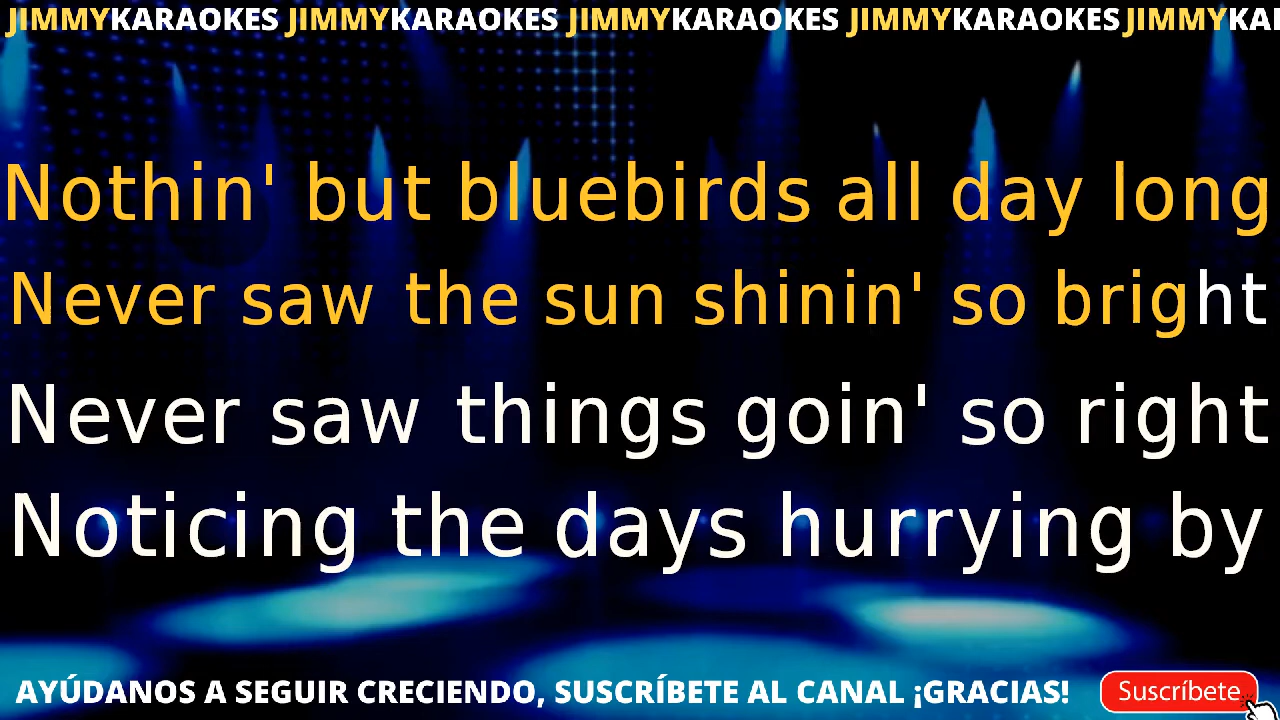 JIMMYKARAOKES JIMMYKARAOKES JIMMYKARAOKES JIMMYKARAOKES JIMMYKAI
Nothin' but bluebirds all day long
Never saw the sun shinin' so bright
Never saw things goin' so right
Noticing the days hurrying by
AYÚDANOS A SEGUIR CRECIENDO, SUSCRÍBETE AL CANAL ¡GRACIAS! Suscríbete